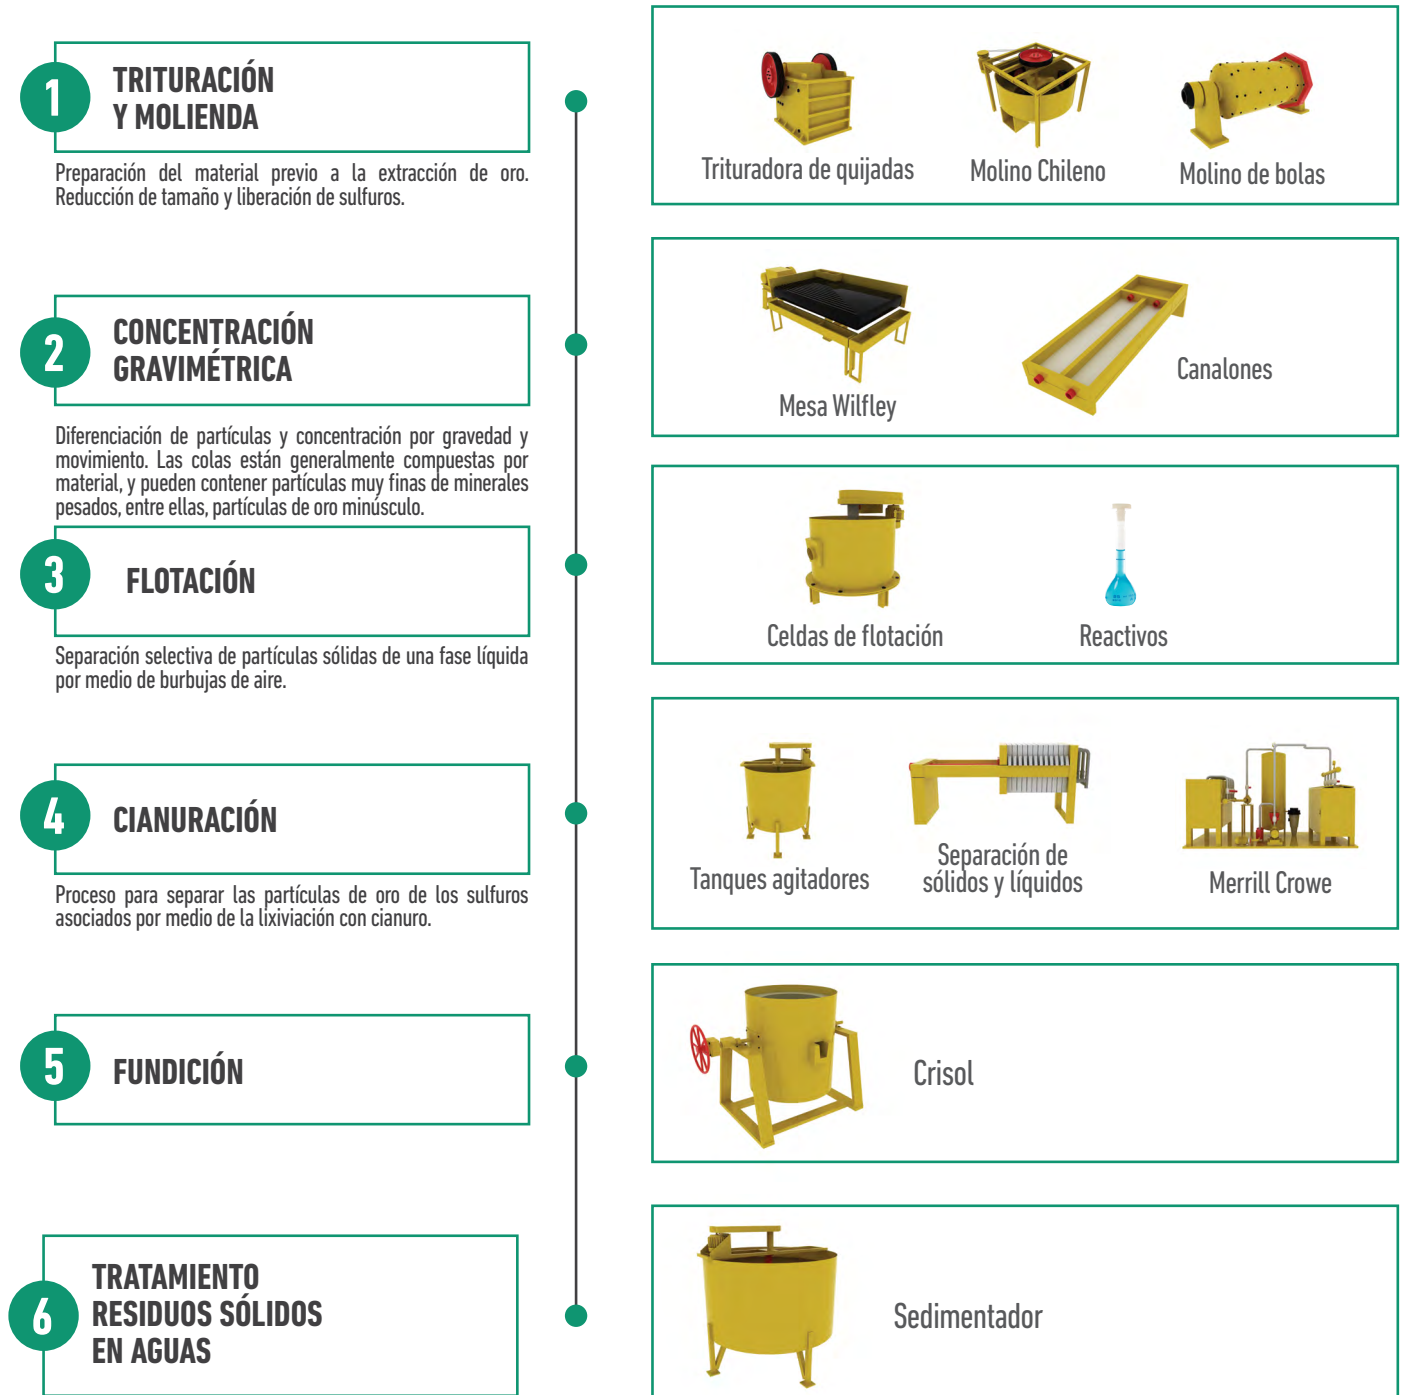 1
TRITURACIÓN
Y MOLIENDA
Preparación del material previo a la extracción de oro.
Reducción de tamaño y liberación de sulfuros.
Trituradora de quijadas
Molino Chileno
Molino de bolas
2
CONCENTRACIÓN
GRAVIMÉTRICA
Diferenciación de partículas y concentración por gravedad y
movimiento. Las colas están generalmente compuestas por
material, y pueden contener partículas muy finas de minerales
pesados, entre ellas, partículas de oro minúsculo.
Mesa Wilfley
Canalones
3
FLOTACIÓN
Separación selectiva de partículas sólidas de una fase líquida
por medio de burbujas de aire.
Celdas de flotación
Reactivos
4
CIANURACIÓN
Proceso para separar las partículas de oro de los sulfuros
asociados por medio de la lixiviación con cianuro.
Tanques agitadores
Separación de
sólidos y líquidos
Merrill Crowe
5
FUNDICIÓN
Crisol
6
TRATAMIENTO
RESIDUOS SÓLIDOS
EN AGUAS
Sedimentador